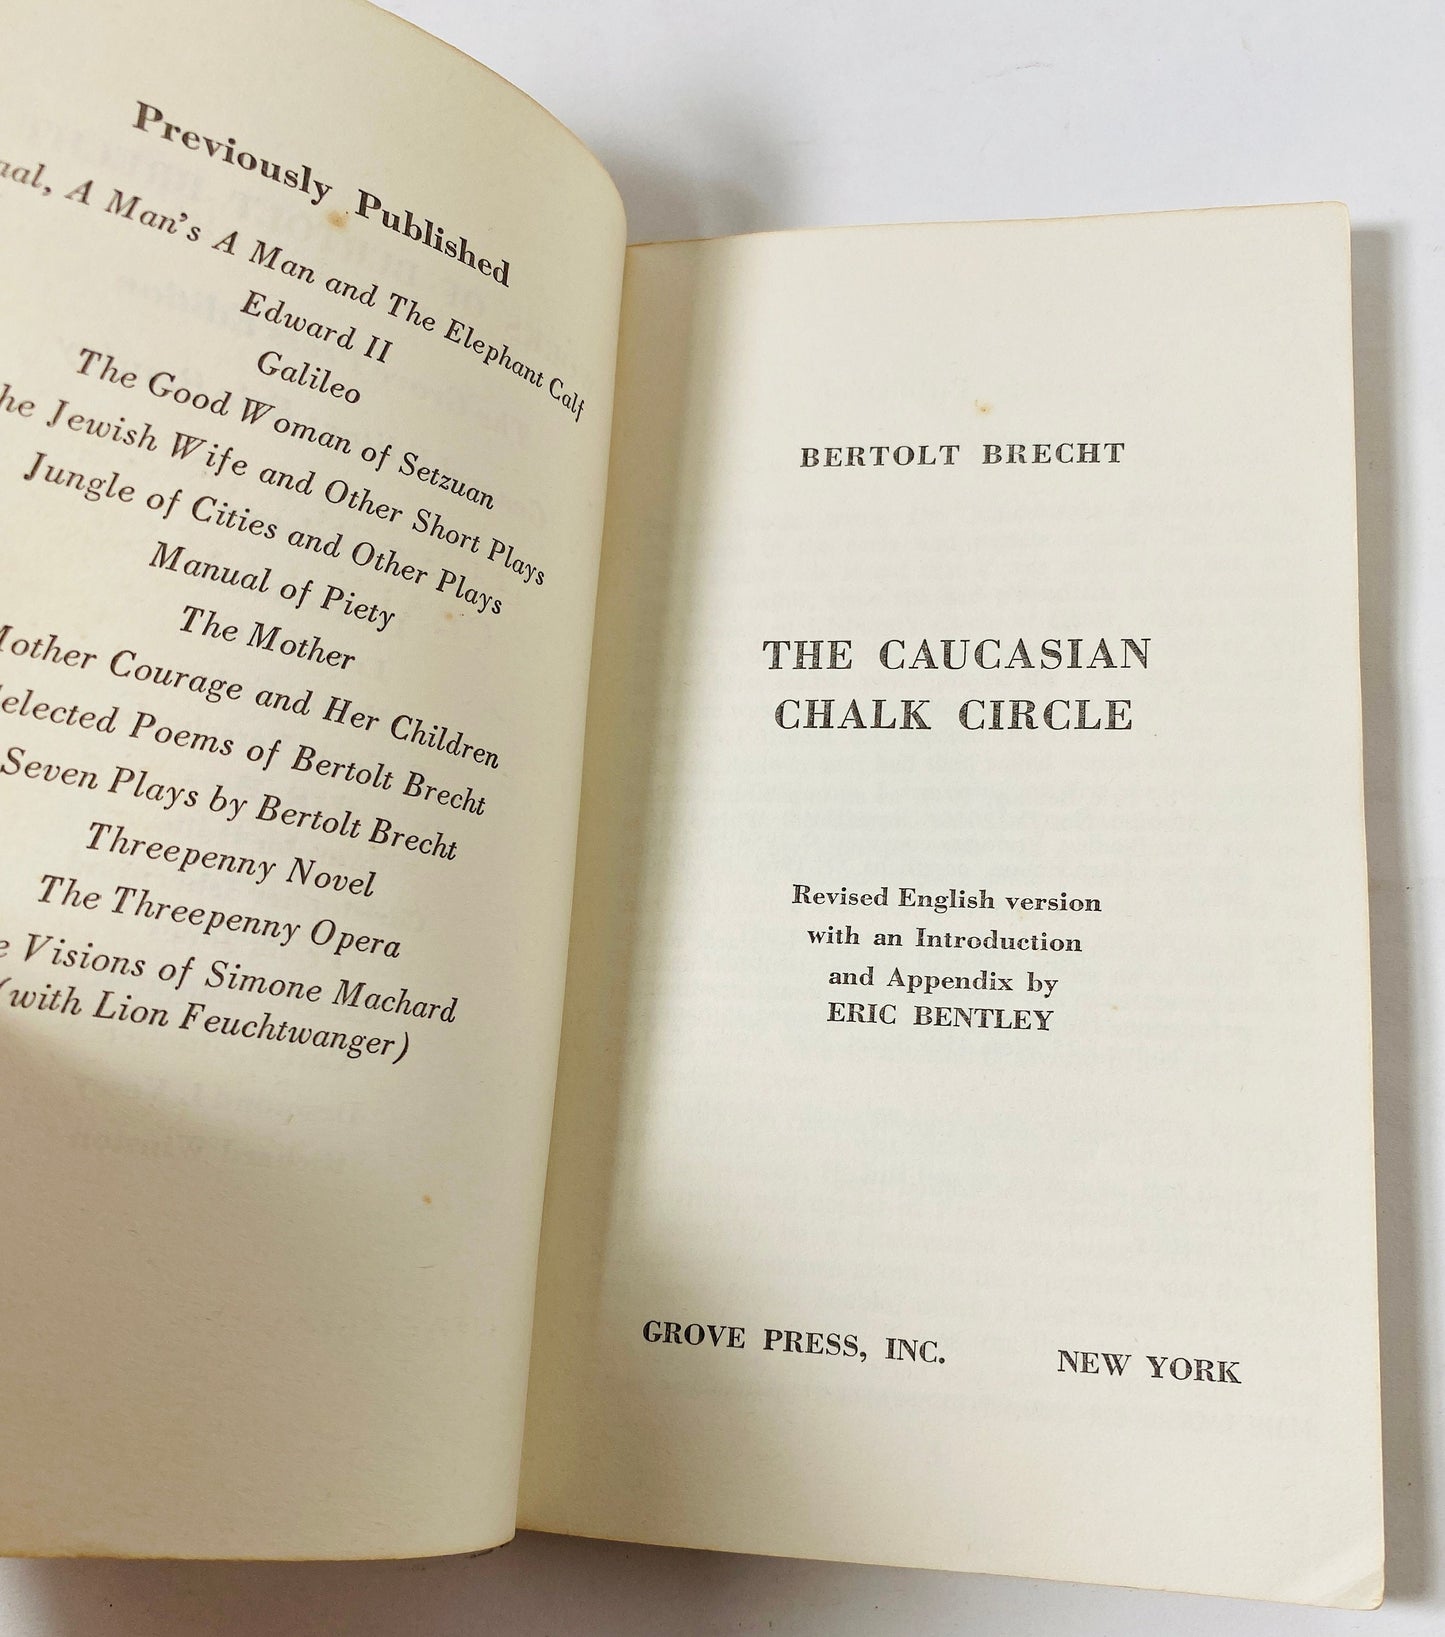 Previously Published
aal, A Man's A Man and The Elephant Calf
Edward II
Galileo
The Good Woman of Setzuan
he Jewish Wife and Other Short Plays
Jungle of Cities and Other Plays
Manual of Piety
The Mother
Mother Courage and Her Children
elected Poems of Bertolt Brecht
Seven Plays by Bertolt Brecht
Threepenny Novel
The Threepenny Opera
e Visions of Simone Machard
(with Lion Feuchtwanger)
BERTOLT BRECHT
THE CAUCASIAN
CHALK CIRCLE
Revised English version
with an Introduction
and Appendix by
ERIC BENTLEY
GROVE PRESS, INC. NEW YORK